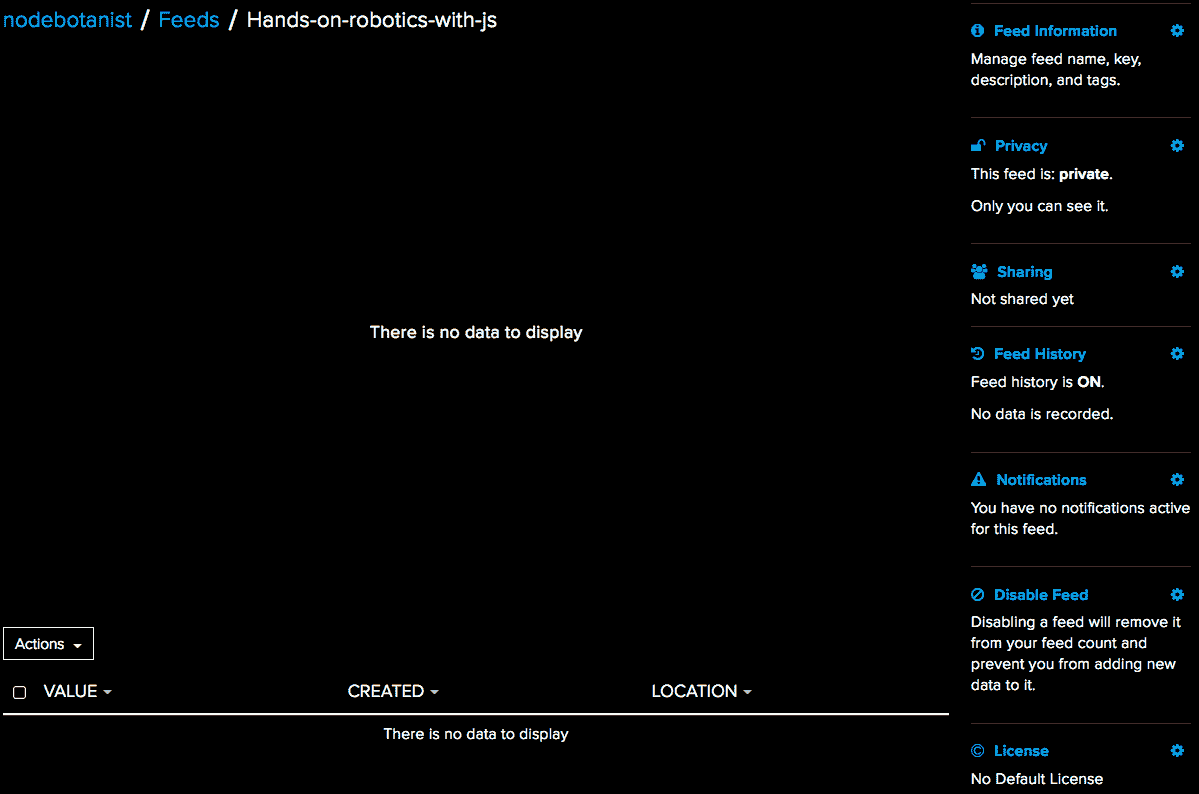 nodebotanist / Feeds / Hands-on-robotics-with-js
There is no data to display
Actions
VALUE CREATED LOCATION
There is no data to display
Feed Information
Manage feed name, key,
description, and tags.
Privacy
This feed is: private.
Only you can see it.
Sharing
Not shared yet
Feed History
Feed history is ON.
No data is recorded.
Notifications
You have no notifications active
for this feed.
Disable Feed
Disabling a feed will remove it
from your feed count and
prevent you from adding new
data to it.
License
No Default License